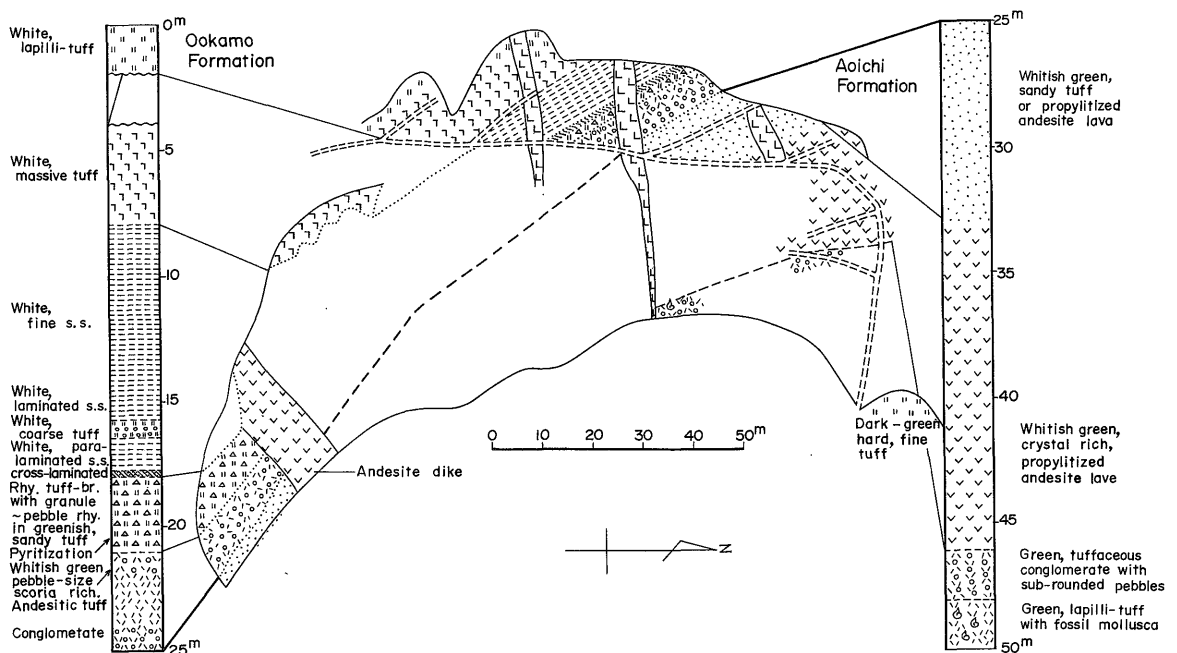 White,
lapilli-tuff
White,
massive tuff
White,
fine s.s.
White,
laminated s.s.
White,
coarse tuff
White, para-
laminated s.s.
cross-laminated
Rhy. tuff-br.
with granule
~pebble rhy.
in greenish,
sandy tuff
Pyritization
Whitish green
pebble-size
scoria rich.
Andesitic tuff
Conglometate
0m
5
10
15
20
25m
Ookamo
Formation
Andesite dike
0 10 20 30 40 50m
N
Dark-green
hard, fine
tuff
Aoichi
Formation
25m
30
35
40
45
50m
Whitish green,
sandy tuff
or propylitized
andesite lava
Whitish green,
crystal rich,
propylitized
andesite lave
Green, tuffaceous
conglomerate with
sub-rounded pebbles
Green, lapilli-tuff
with fossil mollusca